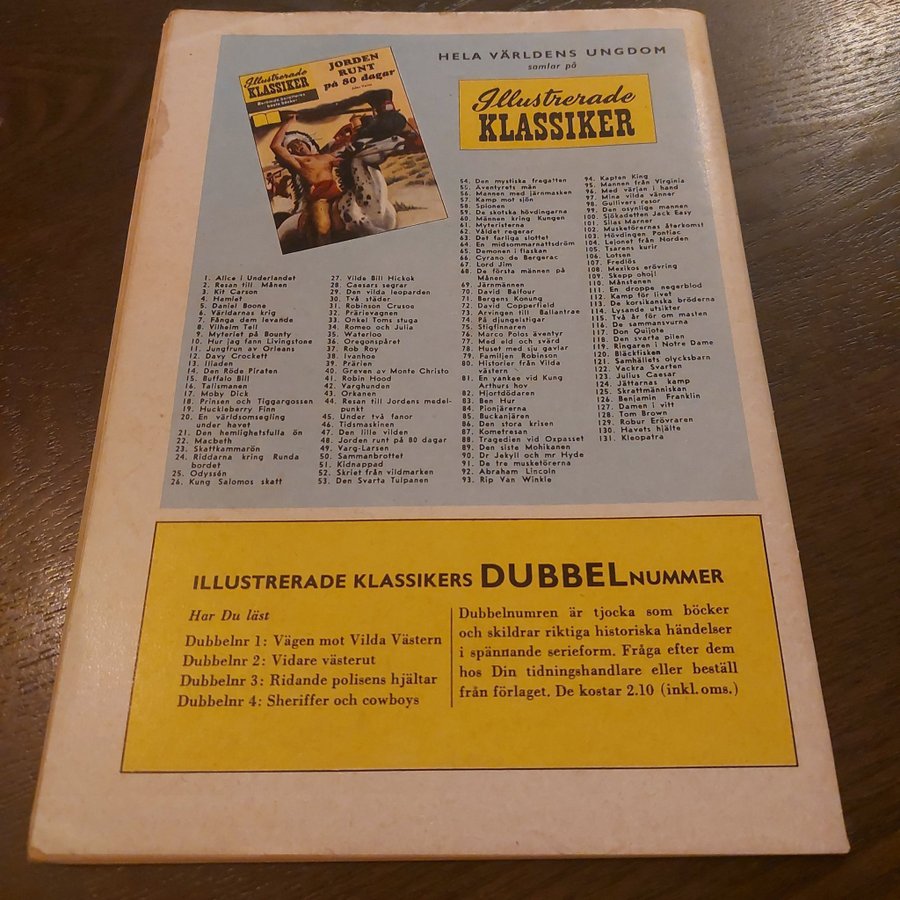 HELA VÄRLDENS UNGDOM
samlar på
Illustrerade
KLASSIKER
Illustrerade
KLASSIKER
JORDEN
RUNT
på 80 dagar
Jules Verne
1. Alice i Underlandet
2. Resan till Månen
3. Kit Carson
4. Hamlet
5. Daniel Boone
6. Världarnas krig
7. Fånga dem levande
8. Vilhelm Tell
9. Myteriet på Bounty
10. Hur jag fann Livingstone
11. Jungfrun av Orleans
12. Davy Crockett
13. Iliaden
14. Den Röde Piraten
15. Buffalo Bill
16. Talismanen
17. Moby Dick
18. Prinsen och Tiggargossen
19. Huckleberry Finn
20. En världsomsegling
under havet
21. Den hemlighetsfulla ön
22. Macbeth
23. Skattkammarön
24. Riddarna kring Runda
bordet
25. Odyssén
26. Kung Salomos skatt
27. Vilde Bill Hickok
28. Caesars segrar
29. Den vilda leoparden
30. Två städer
31. Robinson Crusoe
32. Prärievagnen
33. Onkel Toms stuga
34. Romeo och Julia
35. Waterloo
36. Oregonspåret
37. Rob Roy
38. Ivanhoe
39. Prärien
40. Greven av Monte Christo
41. Robin Hood
42. Varghunden
43. Orkanen
44. Resan till Jordens medel-
punkt
45. Under två fanor
46. Tidsmaskinen
47. Den lille vilden
48. Jorden runt på 80 dagar
49. Varg-Larsen
50. Sammanbrottet
51. Kidnappad
52. Skriet från vildmarken
53. Den Svarta Tulpanen
54. Den mystiska fregatten
55. Äventyrets män
56. Mannen med järnmasken
57. Kamp mot sjön
58. Spionen
59. De skotska hövdingarna
60. Männen kring Kungen
61. Mysteristerna
62. Våldet regerar
63. Det farliga slottet
64. En midsommarnattsdröm
65. Demonen i flaskan
66. Cyrano de Bergerac
67. Lord Jim
68. De första männen på
Månen
69. Järnmannen
70. David Balfour
71. Bergens Konung
72. David Copperfield
73. Arvingen till Ballantrae
74. På djungelstigar
75. Stigfinnaren
76. Marco Polos äventyr
77. Med eld och svärd
78. Huset med sju gavlar
79. Familjen Robinson
80. Historier från Vilda
västern
81. En yankee vid Kung
Arthurs hov
82. Hjortdödaren
83. Ben Hur
84. Pionjärerna
85. Buckanjären
86. Den stora krisen
87. Kometresan
88. Tragedien vid Oxpasset
89. Den siste Mohikanen
90. Dr Jekyll och mr Hyde
91. De tre musketörerna
92. Abraham Lincoln
93. Rip Van Winkle
94. Kapten King
95. Mannen från Virginia
96. Med värjan i hand
97. Mina vilda vänner
98. Gullivers resor
99. Den osynlige mannen
100. Sjökadetten Jack Easy
101. Silas Marner
102. Musketörernas återkomst
103. Hövdingen Pontiac
104. Lejonet från Norden
105. Tsarens kurir
106. Lotsen
107. Fredlös
108. Mexikos erövring
109. Skepp ohoj!
110. Månstenen
111. En droppe negerblod
112. Kamp för livet
113. De korsikanska bröderna
114. Lysande utsikter
115. Två år för om masten
116. De sammansvurna
117. Don Quijote
118. Den svarta pilen
119. Ringaren i Notre Dame
120. Bläckfisken
121. Samhällets olycksbarn
122. Vackra Svarten
123. Julius Caesar
124. Jättarnas kamp
125. Skraftmänniskan
126. Benjamin Franklin
127. Damen i vitt
128. Tom Brown
129. Robur Erövraren
130. Havets hjälte
131. Kleopatra
ILLUSTRERADE KLASSIKERS DUBBELNUMMER
Har Du läst
Dubbelnr 1: Vägen mot Vilda Västern
Dubbelnr 2: Vidare västerut
Dubbelnr 3: Ridande polisens hjältar
Dubbelnr 4: Sheriffer och cowboys
Dubbelnumren är tjocka som böcker
och skildrar riktiga historiska händelser
i spännande serieform. Fråga efter dem
hos Din tidningshandlare eller beställ
från förlaget. De kostar 2.10 (inkl. oms.)